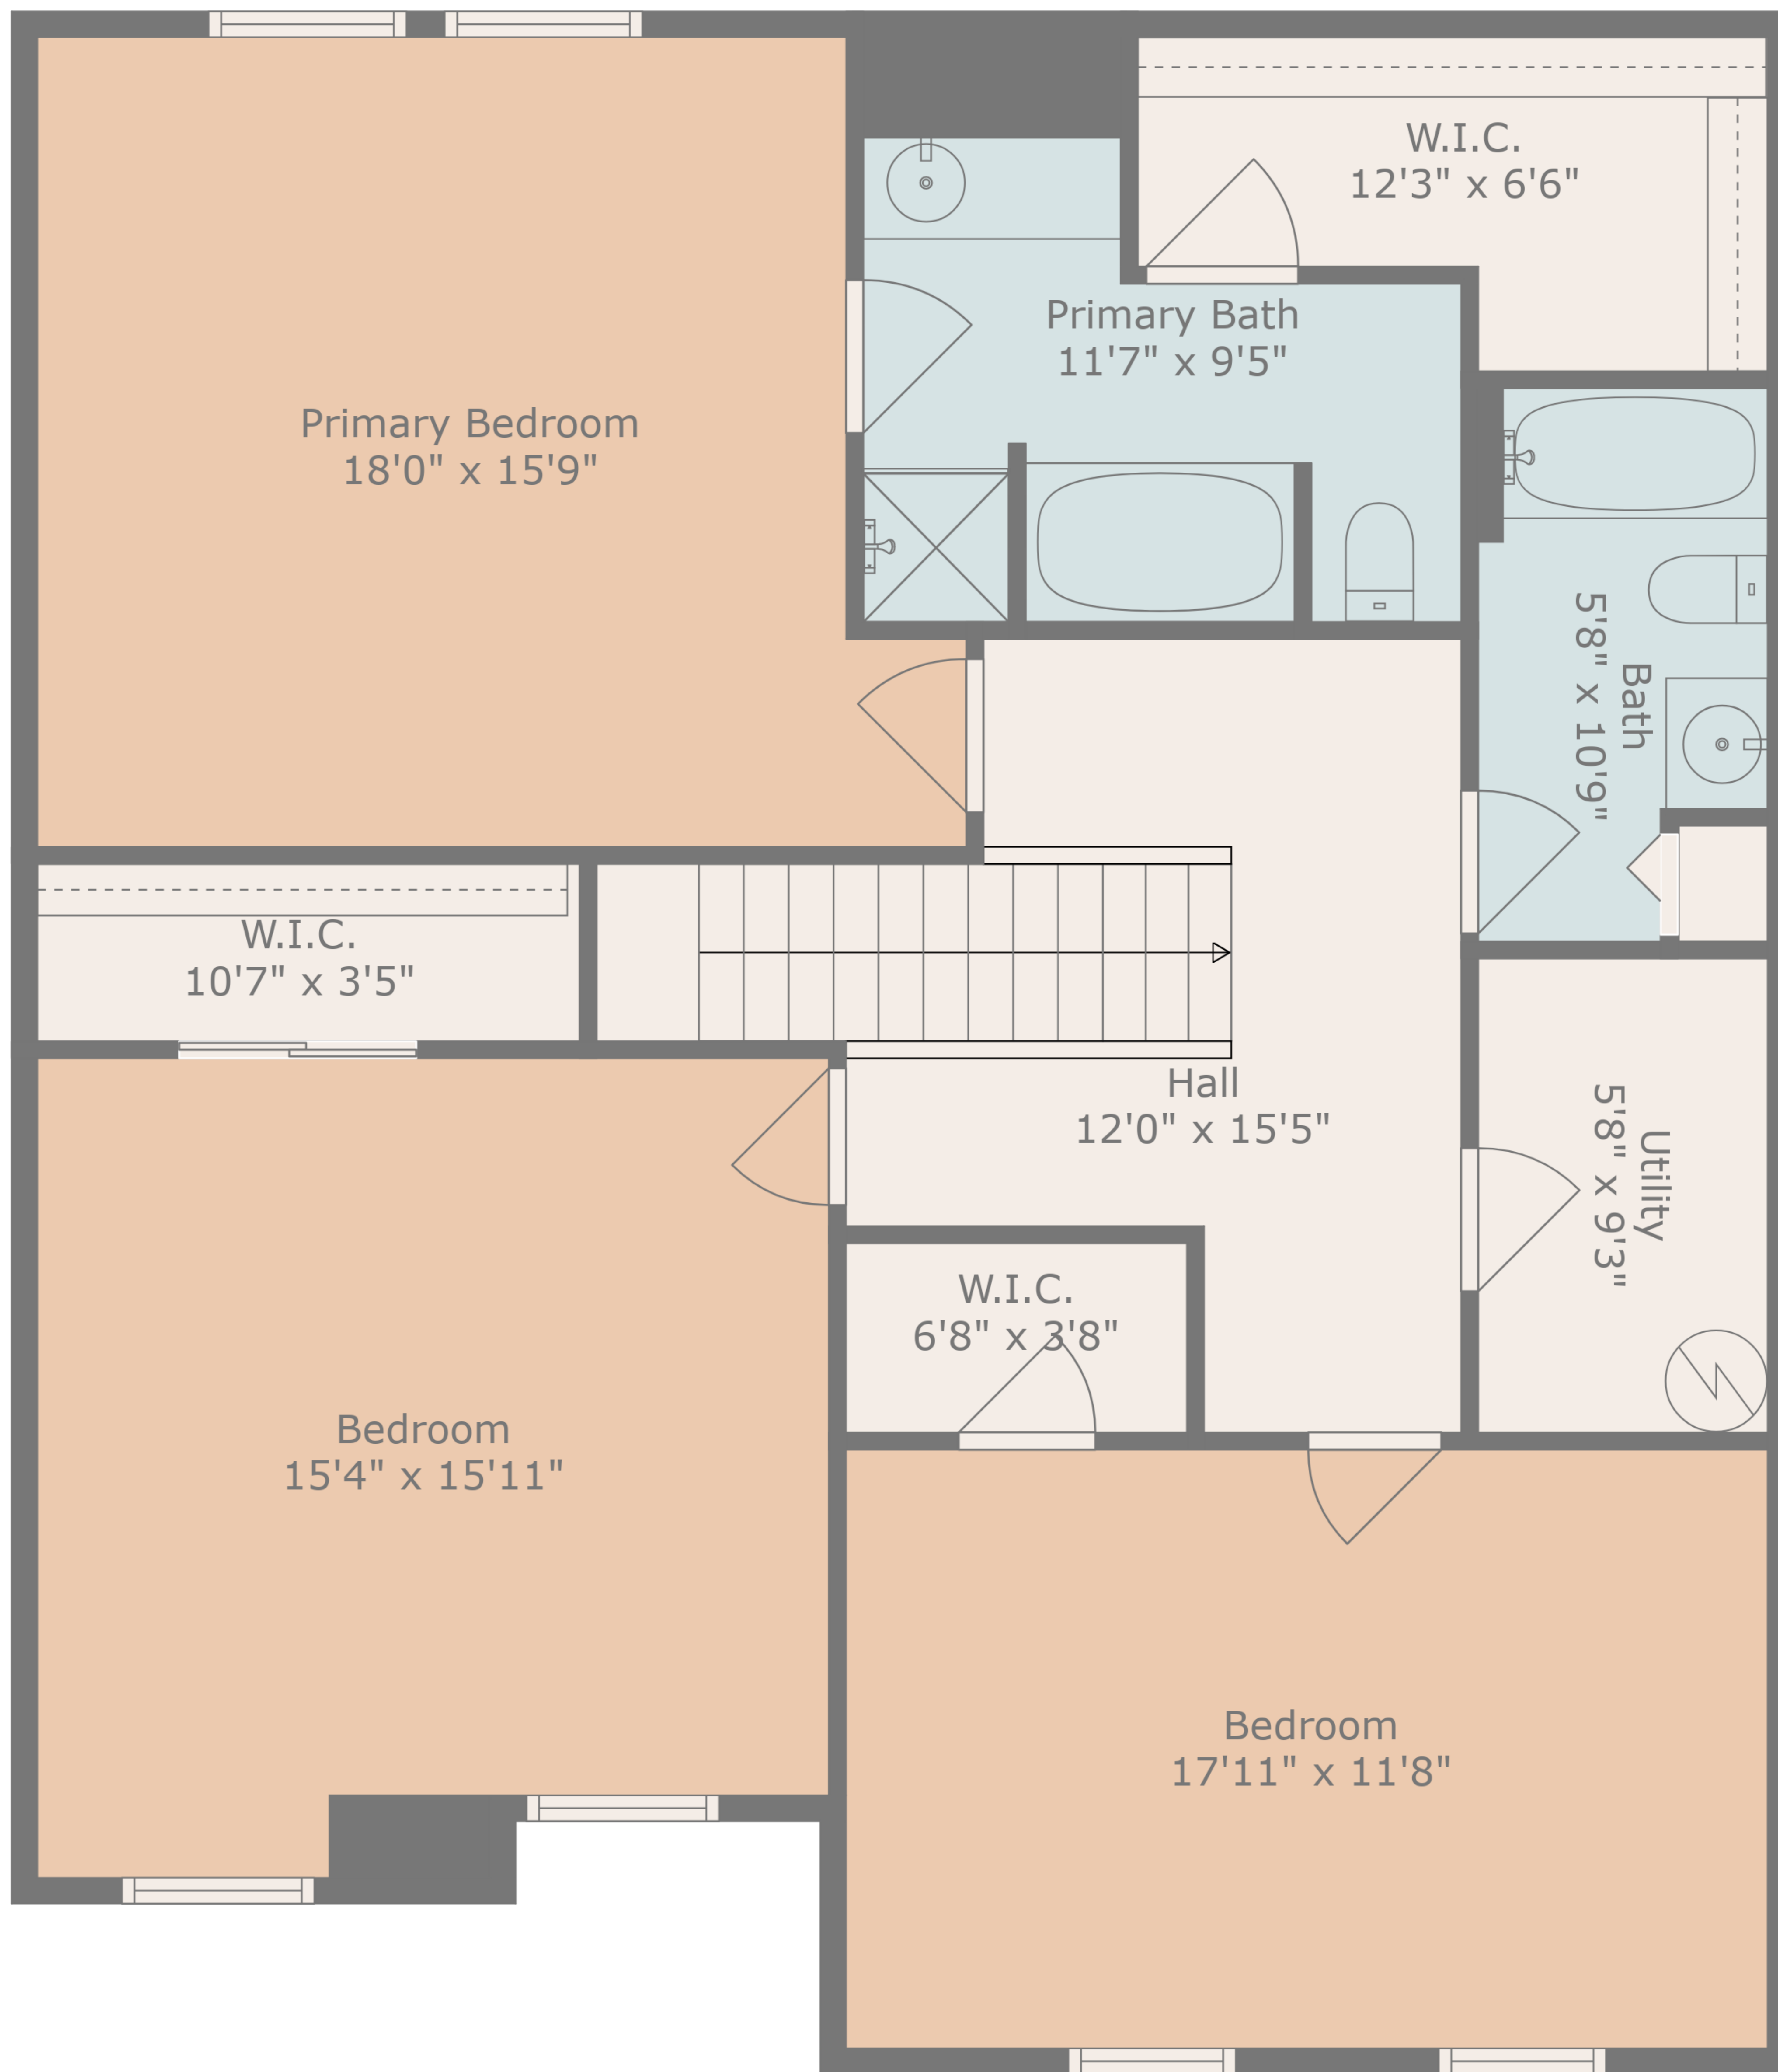 W.I.C.
12'3" x 6'6"
Primary Bath
11'7" x 9'5"
Primary Bedroom
18'0" x 15'9"
Bath
5'8" x 10'9"
W.I.C.
10'7" x 3'5"
Hall
12'0" x 15'5"
Utility
5'8" x 9'3"
W.I.C.
6'8" x 3'8"
Bedroom
15'4" x 15'11"
Bedroom
17'11" x 11'8"